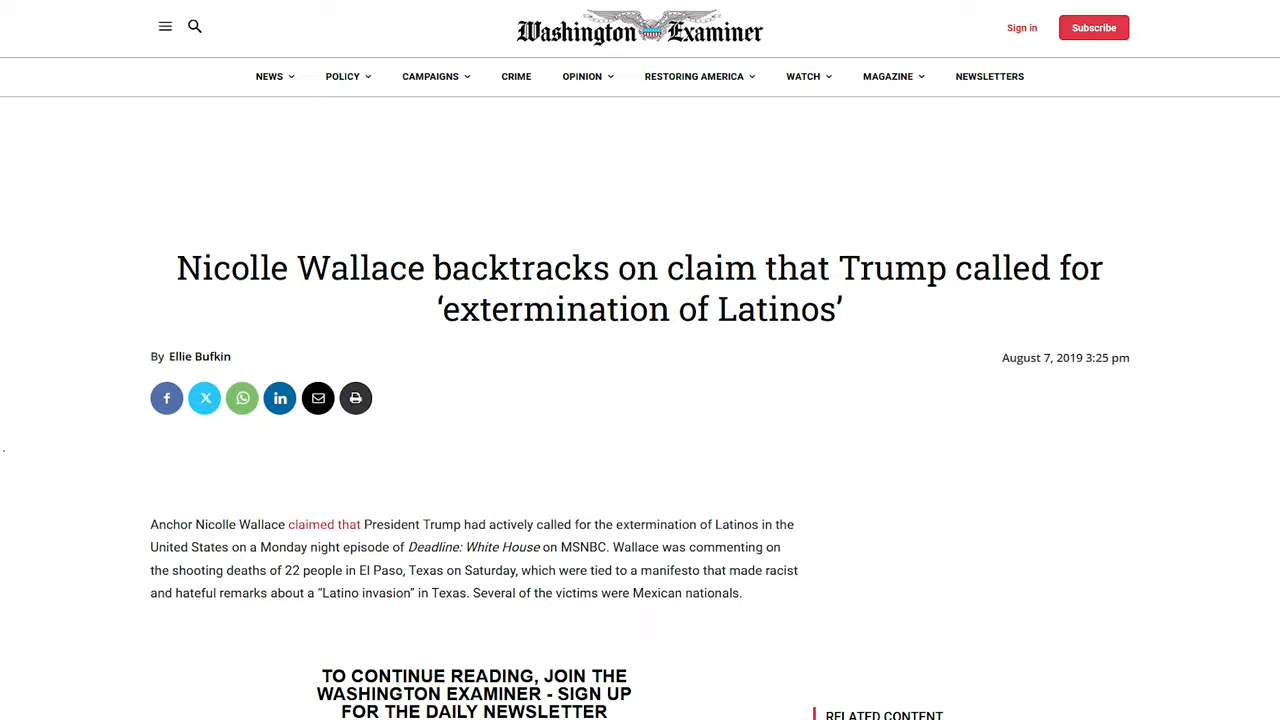 Washington Examiner
Sign in
Subscribe
NEWS
POLICY
CAMPAIGNS
CRIME
OPINION
RESTORING AMERICA
WATCH
MAGAZINE
NEWSLETTERS
Nicolle Wallace backtracks on claim that Trump called for
‘extermination of Latinos’
By Ellie Bufkin
August 7, 2019 3:25 pm
Anchor Nicolle Wallace claimed that President Trump had actively called for the extermination of Latinos in the
United States on a Monday night episode of Deadline: White House on MSNBC. Wallace was commenting on
the shooting deaths of 22 people in El Paso, Texas on Saturday, which were tied to a manifesto that made racist
and hateful remarks about a “Latino invasion” in Texas. Several of the victims were Mexican nationals.
TO CONTINUE READING, JOIN THE
WASHINGTON EXAMINER - SIGN UP
FOR THE DAILY NEWSLETTER
RELATED CONTENT